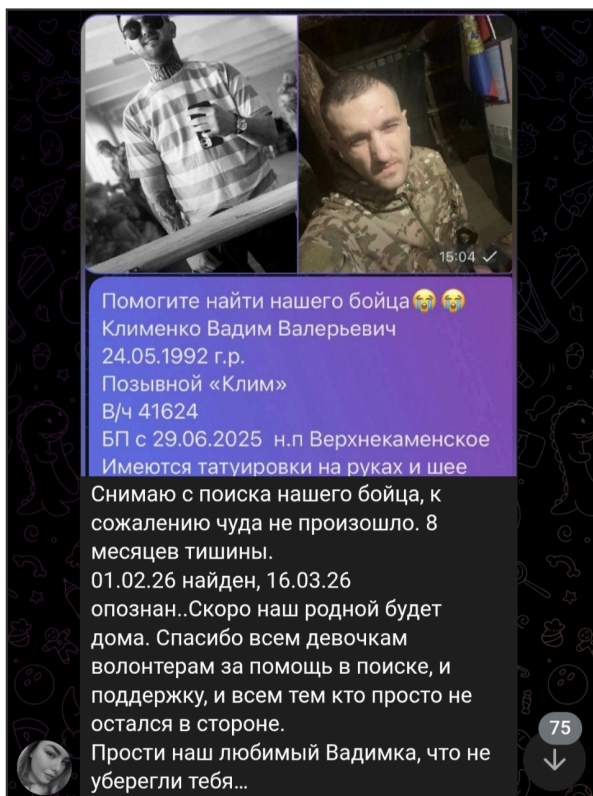 15:04
Помогите найти нашего бойца😭😭
Клименко Вадим Валерьевич
24.05.1992 г.р.
Позывной «Клим»
В/ч 41624
БП с 29.06.2025 н.п Верхнекаменское
Имеются татуировки на руках и шее
Снимаю с поиска нашего бойца, к
сожалению чуда не произошло. 8
месяцев тишины.
01.02.26 найден, 16.03.26
опознан..Скоро наш родной будет
дома. Спасибо всем девочкам
волонтерам за помощь в поиске, и
поддержку, и всем тем кто просто не
остался в стороне.
Прости наш любимый Вадимка, что не
уберегли тебя...
75